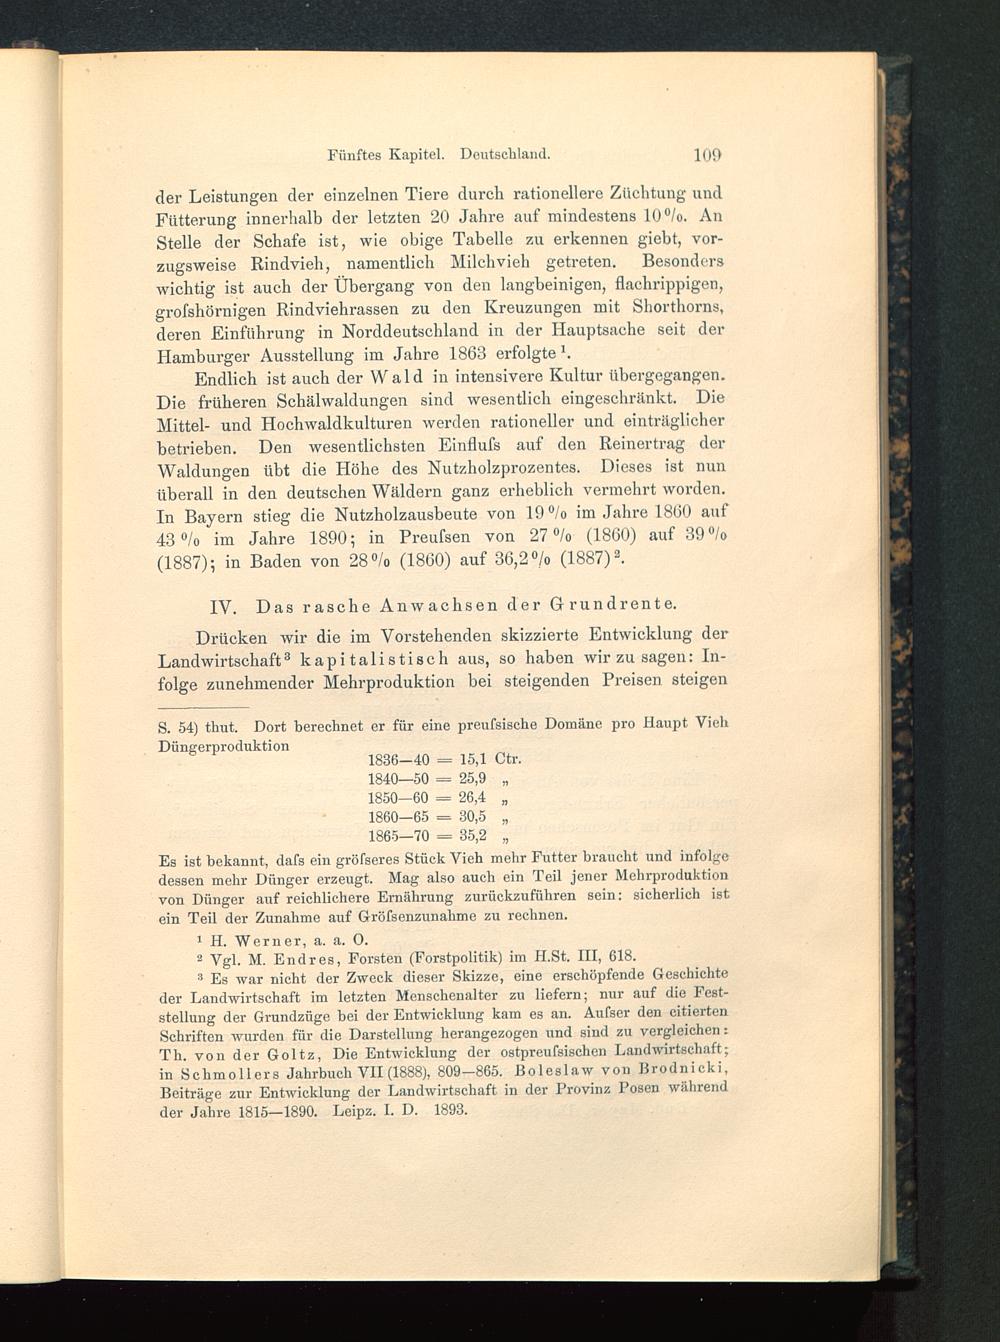 Fünftes Kapitel. Deutschland. 109
der Leistungen der einzelnen Tiere durch rationellere Züchtung und
Fütterung innerhalb der letzten 20 Jahre auf mindestens 10 %. An
Stelle der Schafe ist, wie obige Tabelle zu erkennen giebt, vor-
zugsweise Rindvieh, namentlich Milchvieh getreten. Besonders
wichtig ist auch der Übergang von den langbeinigen, flachrippigen,
groſshörnigen Rindviehrassen zu den Kreuzungen mit Shorthorns,
deren Einführung in Norddeutschland in der Hauptsache seit der
Hamburger Ausstellung im Jahre 1863 erfolgte ¹.
Endlich ist auch der Wald in intensivere Kultur übergegangen.
Die früheren Schälwaldungen sind wesentlich eingeschränkt. Die
Mittel- und Hochwaldkulturen werden rationeller und einträglicher
betrieben. Den wesentlichsten Einfluſs auf den Reinertrag der
Waldungen übt die Höhe des Nutzholzprozentes. Dieses ist nun
überall in den deutschen Wäldern ganz erheblich vermehrt worden.
In Bayern stieg die Nutzholzausbeute von 19 % im Jahre 1860 auf
43 % im Jahre 1890; in Preuſsen von 27 % (1860) auf 39 %
(1887); in Baden von 28 % (1860) auf 36,2 % (1887) ².
IV. Das rasche Anwachsen der Grundrente.
Drücken wir die im Vorstehenden skizzierte Entwicklung der
Landwirtschaft ³ kapitalistisch aus, so haben wir zu sagen: In-
folge zunehmender Mehrproduktion bei steigenden Preisen steigen
S. 54) thut. Dort berechnet er für eine preuſsische Domäne pro Haupt Vieh
Düngerproduktion
1836—40 = 15,1 Ctr.
1840—50 = 25,9 „
1850—60 = 26,4 „
1860—65 = 30,5 „
1865—70 = 35,2 „
Es ist bekannt, daſs ein gröſseres Stück Vieh mehr Futter braucht und infolge
dessen mehr Dünger erzeugt. Mag also auch ein Teil jener Mehrproduktion
von Dünger auf reichlichere Ernährung zurückzuführen sein: sicherlich ist
ein Teil der Zunahme auf Gröſsenzunahme zu rechnen.
¹ H. Werner, a. a. O.
² Vgl. M. Endres, Forsten (Forstpolitik) im H.St. III, 618.
³ Es war nicht der Zweck dieser Skizze, eine erschöpfende Geschichte
der Landwirtschaft im letzten Menschenalter zu liefern; nur auf die Fest-
stellung der Grundzüge bei der Entwicklung kam es an. Auſser den citierten
Schriften wurden für die Darstellung herangezogen und sind zu vergleichen:
Th. von der Goltz, Die Entwicklung der ostpreuſsischen Landwirtschaft;
in Schmollers Jahrbuch VII (1888), 809—865. Boleslaw von Brodnicki,
Beiträge zur Entwicklung der Landwirtschaft in der Provinz Posen während
der Jahre 1815—1890. Leipz. I. D. 1893.